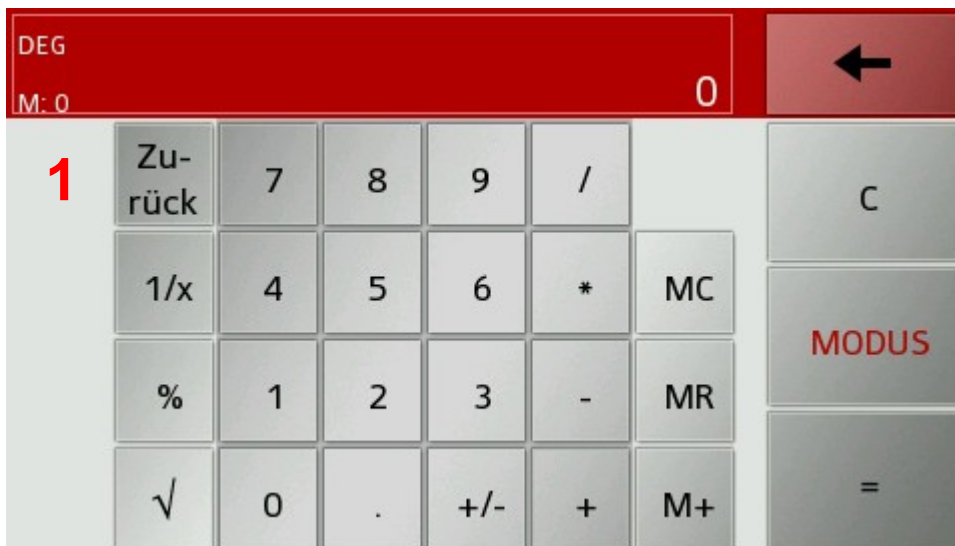 DEG
M: 0
0
←
1
Zu-
rück
7 8 9 /
C
1/x 4 5 6 * MC
MODUS
% 1 2 3 - MR
√ 0 . +/- + M+
=